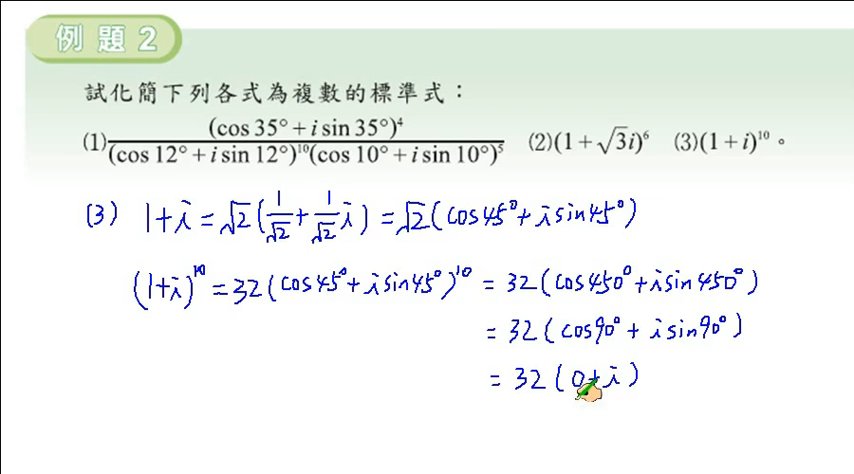 例題 2
試化簡下列各式為複數的標準式：
(1) (cos 35° + i sin 35°)⁴ / (cos 12° + i sin 12°)¹⁰(cos 10° + i sin 10°)⁵ (2) (1 + √3i)⁶ (3) (1 + i)¹⁰。
(3) 1+i = √2(1/√2 + 1/√2 i) = √2(cos45° + i sin45°)
(1+i)¹⁰ = 32(cos45° + i sin45°)¹⁰ = 32(cos450° + i sin450°)
= 32(cos90° + i sin90°)
= 32(0+i)